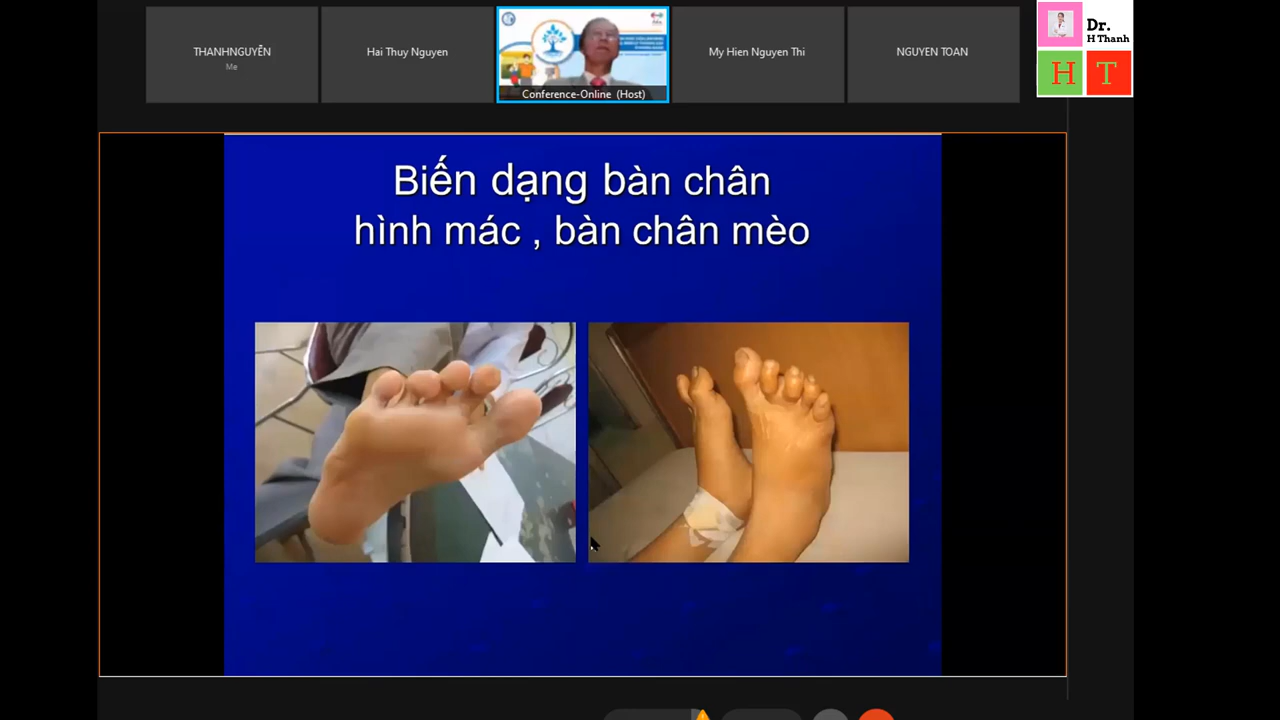 THANHNGUYỄN
Me
Hai Thuy Nguyen
Conference-Online (Host)
My Hien Nguyen Thi
NGUYEN TOAN
Dr.
H Thanh
H T
Biến dạng bàn chân
hình mác , bàn chân mèo